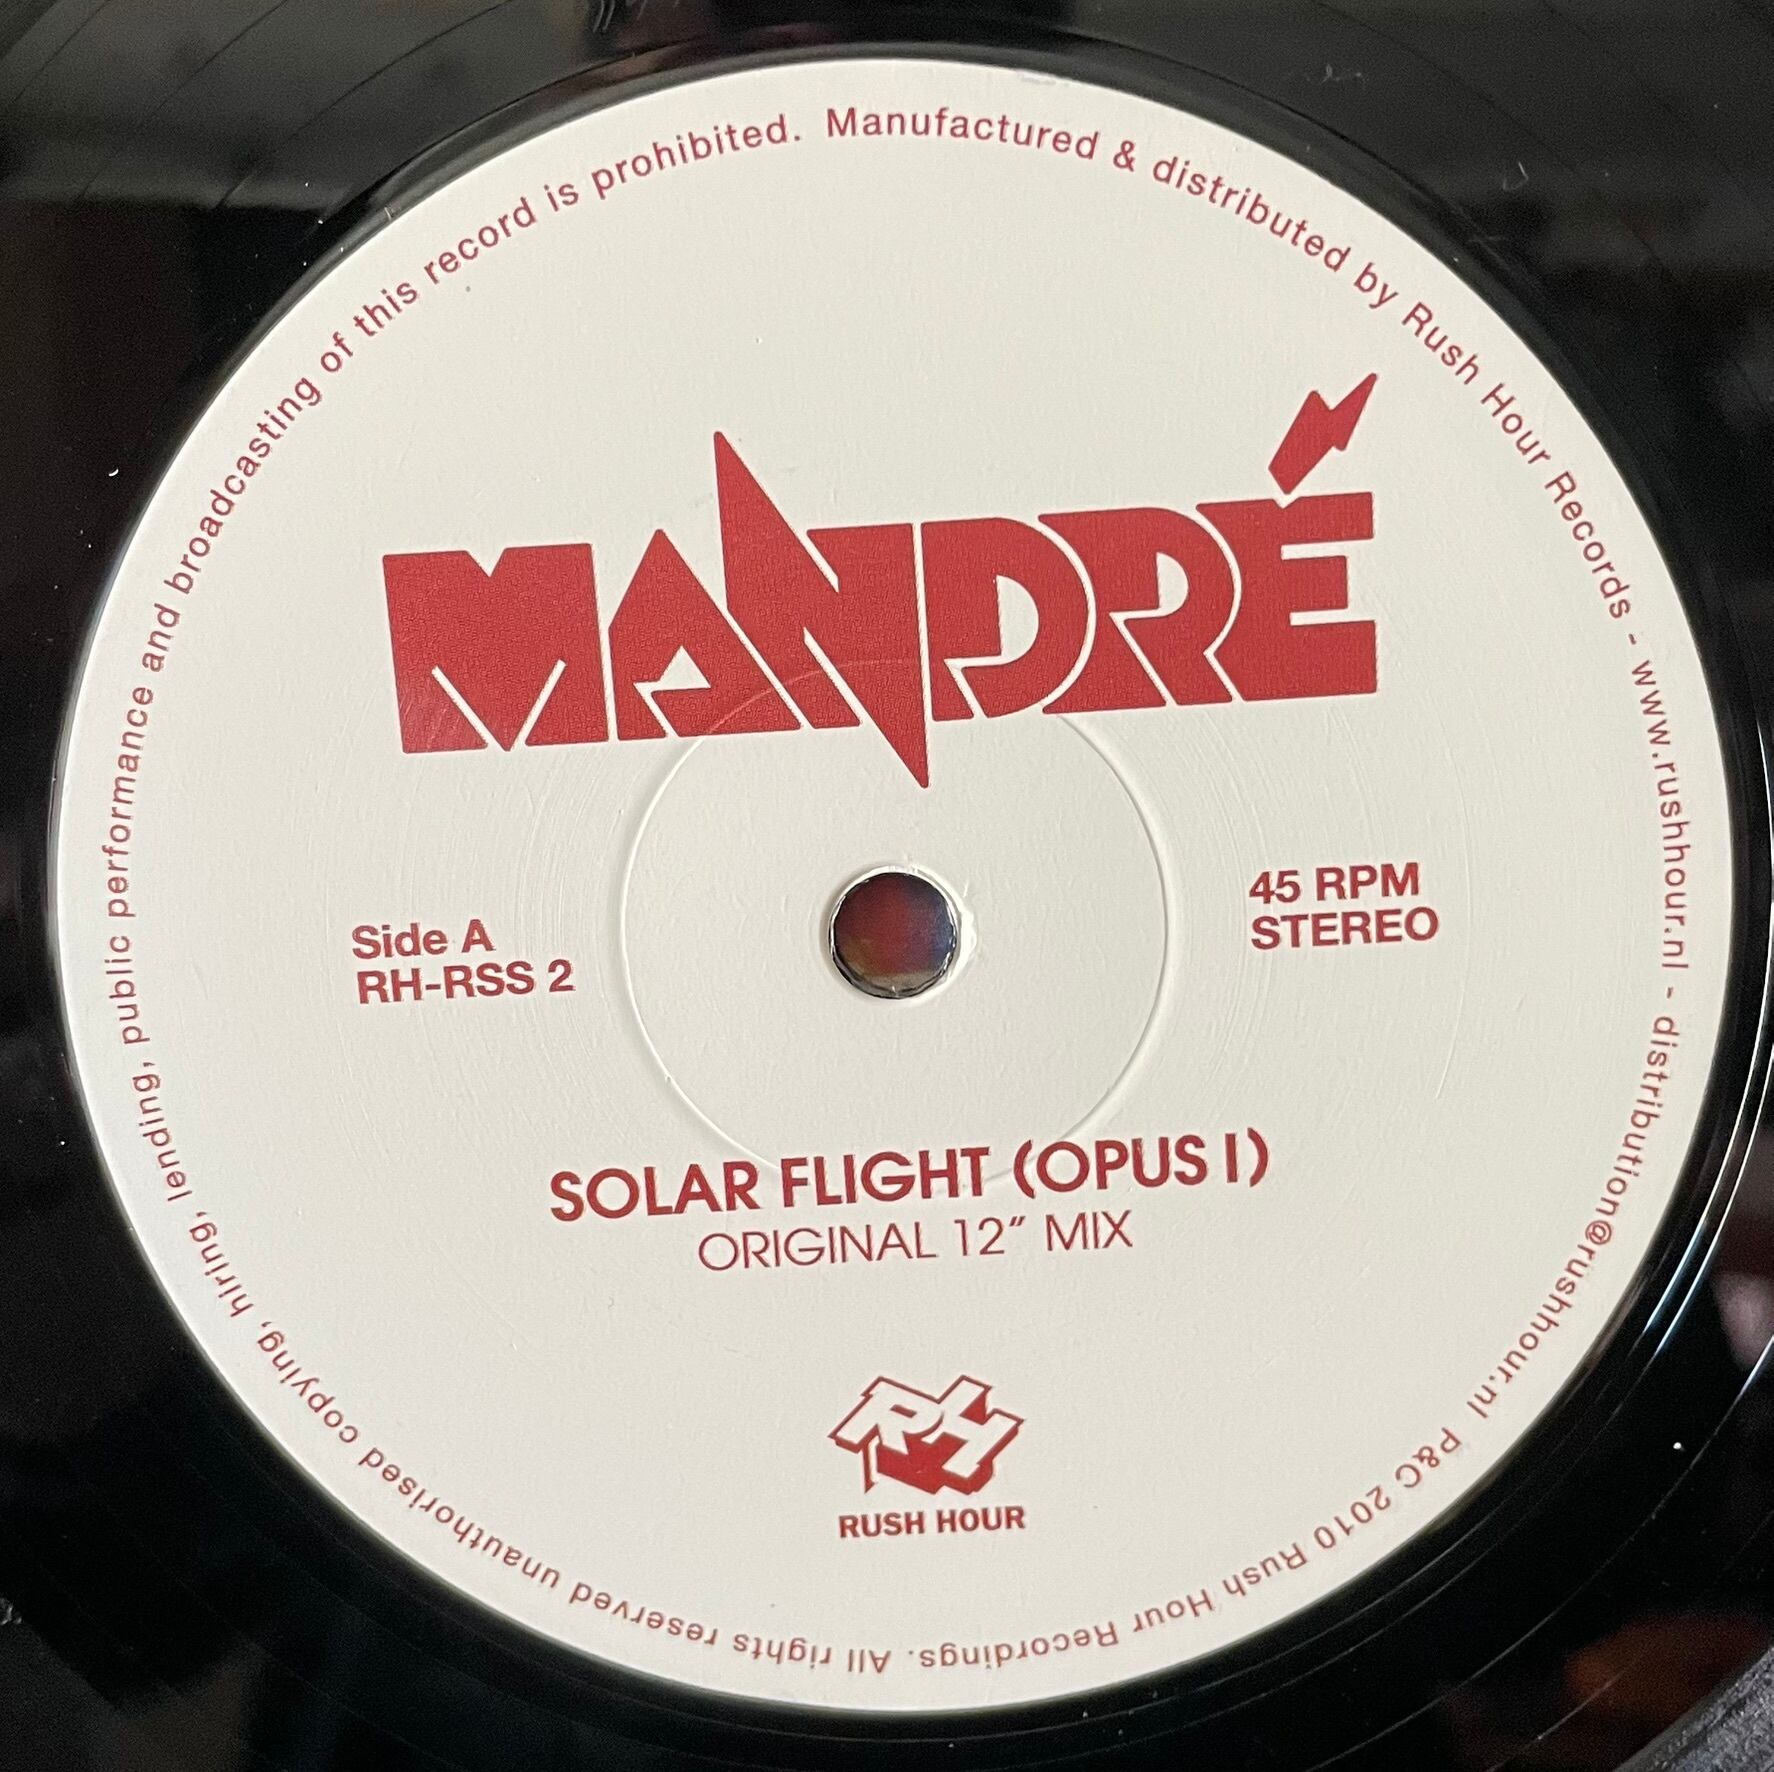 MANDRÉ
Side A
RH-RSS 2
45 RPM
STEREO
SOLAR FLIGHT (OPUS I)
ORIGINAL 12" MIX
RH
RUSH HOUR
Manufactured & distributed by Rush Hour Records - www.rushhour.nl - distribution@rushhour.nl P&C 2010 Rush Hour Recordings. All rights reserved unauthorised copying, hiring, lending, public performance and broadcasting of this record is prohibited.